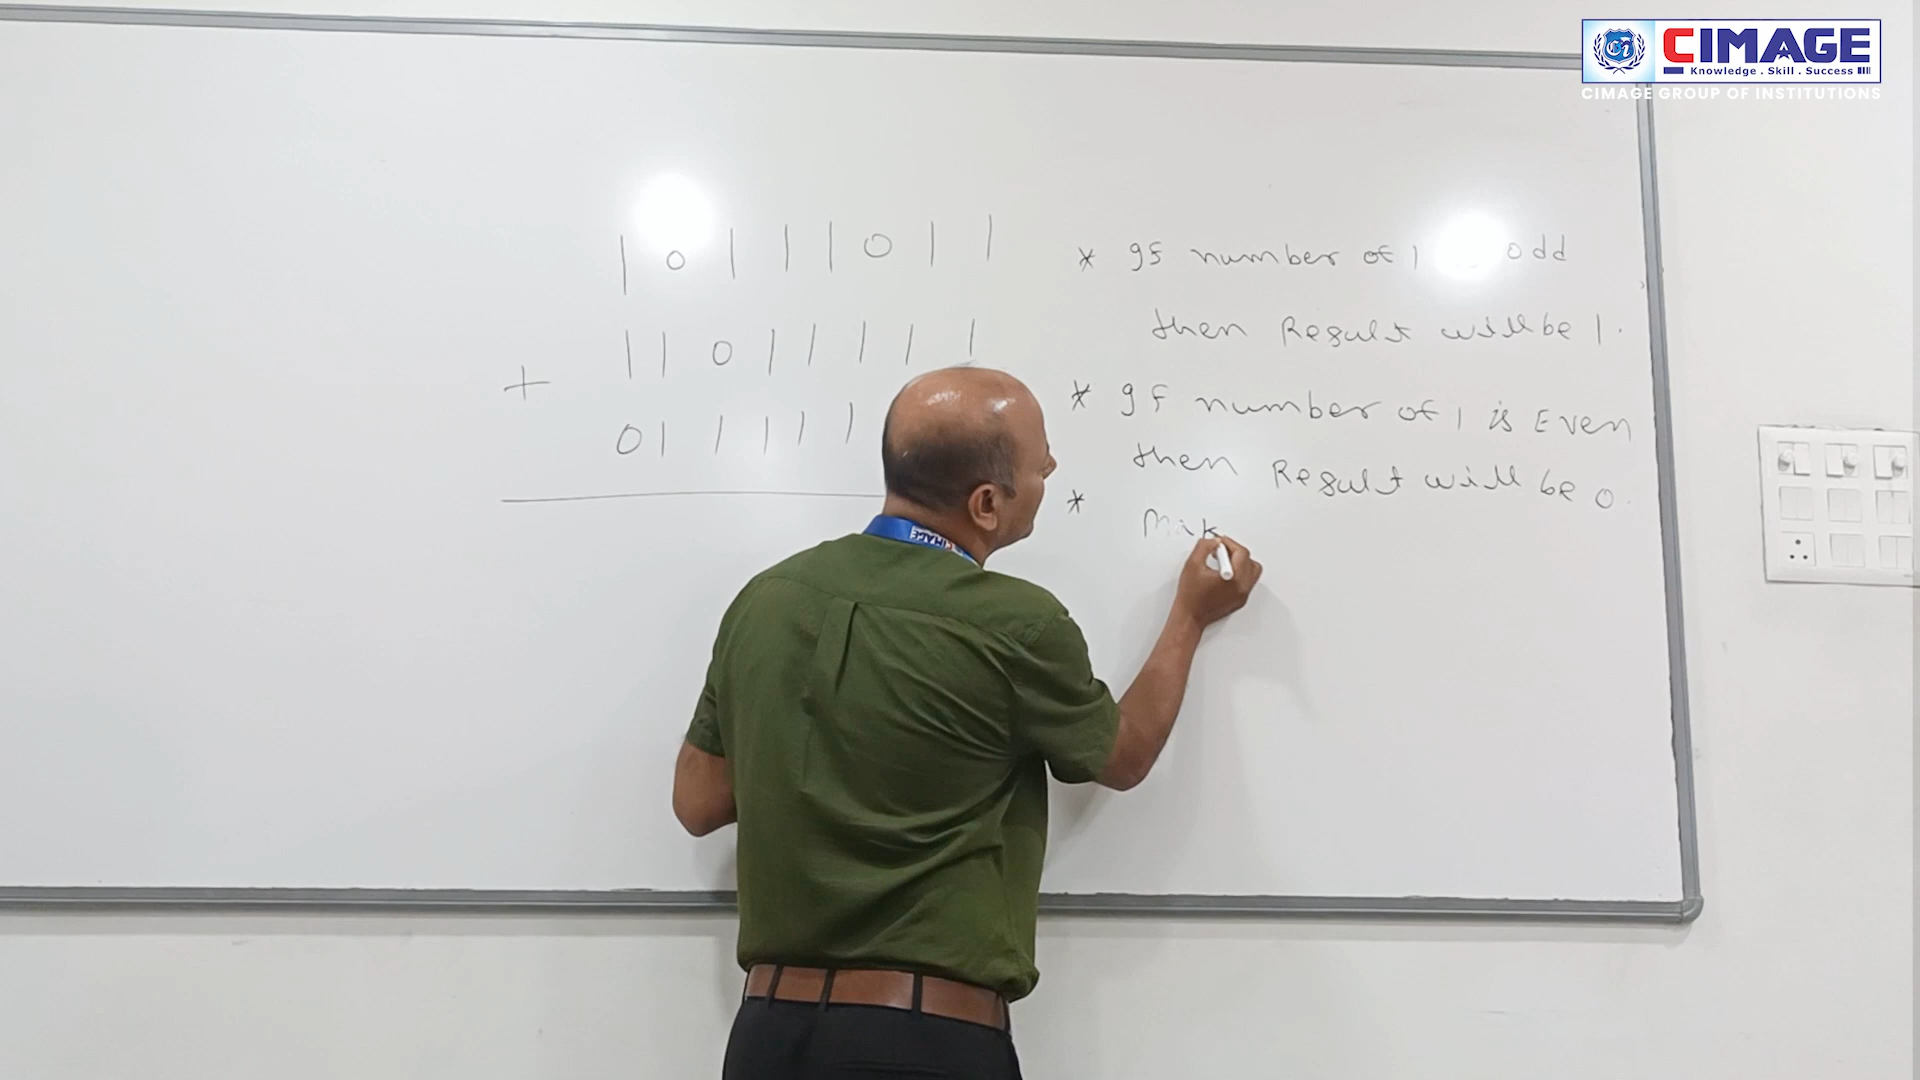 CIMAGE
Knowledge . Skill . Success
CIMAGE GROUP OF INSTITUTIONS
1 0 1 1 1 0 1 1
1 1 0 1 1 1 1 1
+
0 1 1 1 1 1
* If number of 1 odd
then Result will be 1.
* If number of 1 is Even
then Result will be 0.
* Mak
CIMAGE